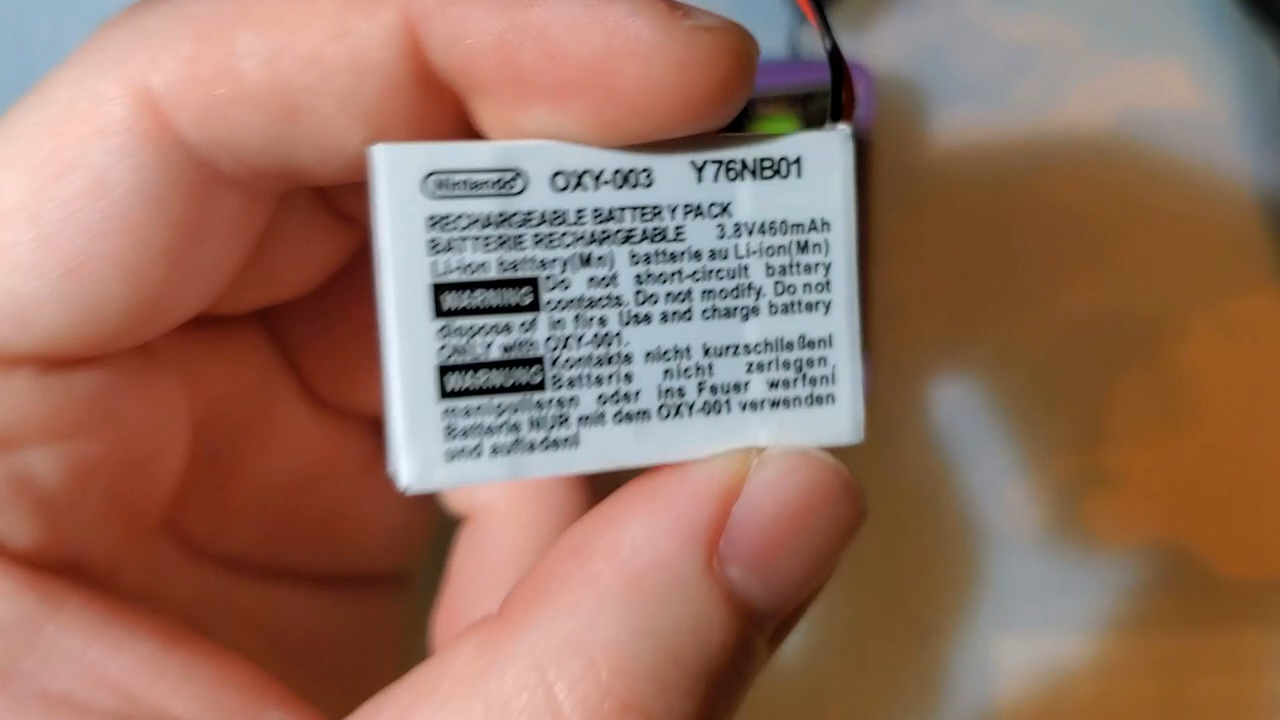 Nintendo OXY-003 Y76NB01
RECHARGEABLE BATTERY PACK
BATTERIE RECHARGEABLE 3.8V460mAh
Li-ion battery(Mn) batterie au Li-ion(Mn)
WARNING Do not short-circuit battery
contacts. Do not modify. Do not
dispose of in fire Use and charge battery
ONLY with OXY-001.
WARNUNG Kontakte nicht kurzschließen!
Batterie nicht zerlegen,
manipulieren oder ins Feuer werfen!
Batterie NUR mit dem OXY-001 verwenden
und aufladen!